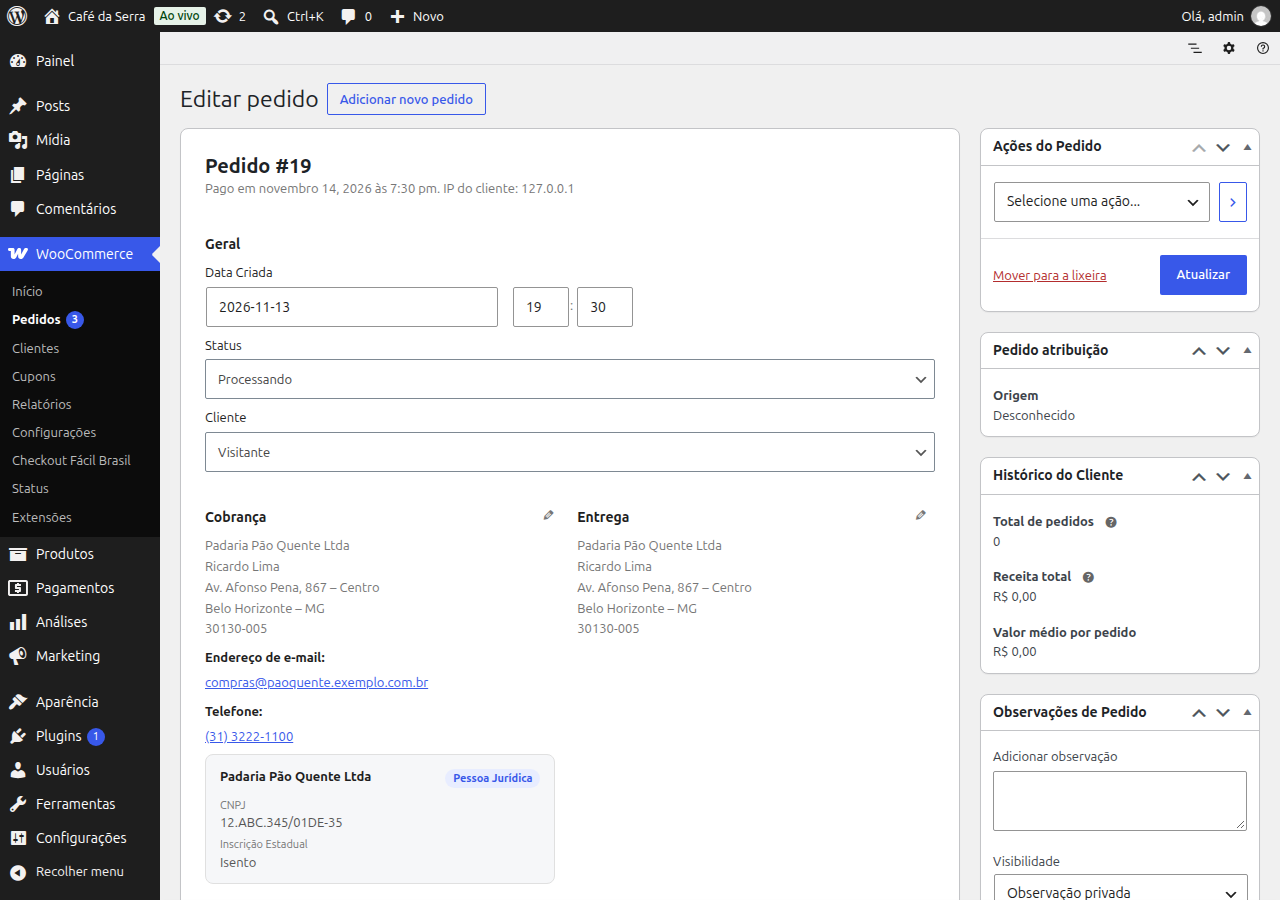 Café da Serra
Ao vivo
2
Ctrl+K
0
Novo
Olá, admin
Painel
Posts
Mídia
Páginas
Comentários
WooCommerce
Início
Pedidos 3
Clientes
Cupons
Relatórios
Configurações
Checkout Fácil Brasil
Status
Extensões
Produtos
Pagamentos
Análises
Marketing
Aparência
Plugins 1
Usuários
Ferramentas
Configurações
Recolher menu
Editar pedido
Adicionar novo pedido
Pedido #19
Pago em novembro 14, 2026 às 7:30 pm. IP do cliente: 127.0.0.1
Geral
Data Criada
2026-11-13
19 : 30
Status
Processando
Cliente
Visitante
Cobrança
Padaria Pão Quente Ltda
Ricardo Lima
Av. Afonso Pena, 867 – Centro
Belo Horizonte – MG
30130-005
Endereço de e-mail:
compras@paoquente.exemplo.com.br
Telefone:
(31) 3222-1100
Padaria Pão Quente Ltda
Pessoa Jurídica
CNPJ
12.ABC.345/01DE-35
Inscrição Estadual
Isento
Entrega
Padaria Pão Quente Ltda
Ricardo Lima
Av. Afonso Pena, 867 – Centro
Belo Horizonte – MG
30130-005
Ações do Pedido
Selecione uma ação...
Mover para a lixeira
Atualizar
Pedido atribuição
Origem
Desconhecido
Histórico do Cliente
Total de pedidos
0
Receita total
R$ 0,00
Valor médio por pedido
R$ 0,00
Observações de Pedido
Adicionar observação
Visibilidade
Observação privada